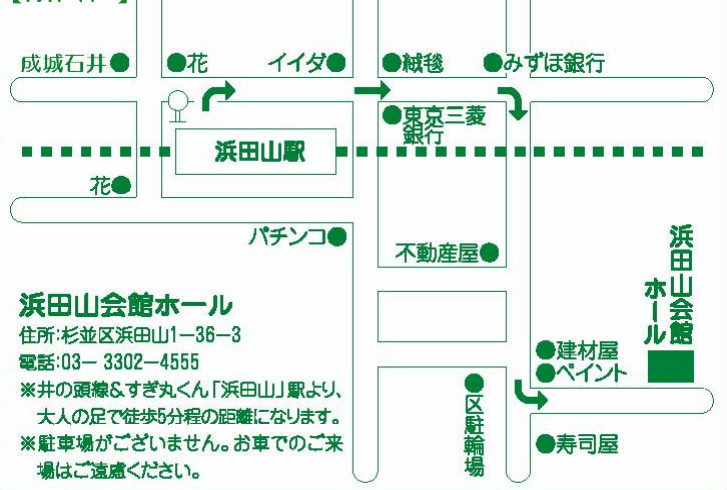 成城石井●
●花
イイダ●
●絨毯
●みずほ銀行
●東京三菱
銀行
浜田山駅
花●
パチンコ●
不動産屋●
浜田山会館
ホール
●建材屋
●ペイント
●区駐輪場
●寿司屋
浜田山会館ホール
住所:杉並区浜田山1−36−3
電話:03− 3302−4555
※井の頭線&すぎ丸くん「浜田山」駅より、
大人の足で徒歩5分程の距離になります。
※駐車場がございません。お車でのご来
場はご遠慮ください。